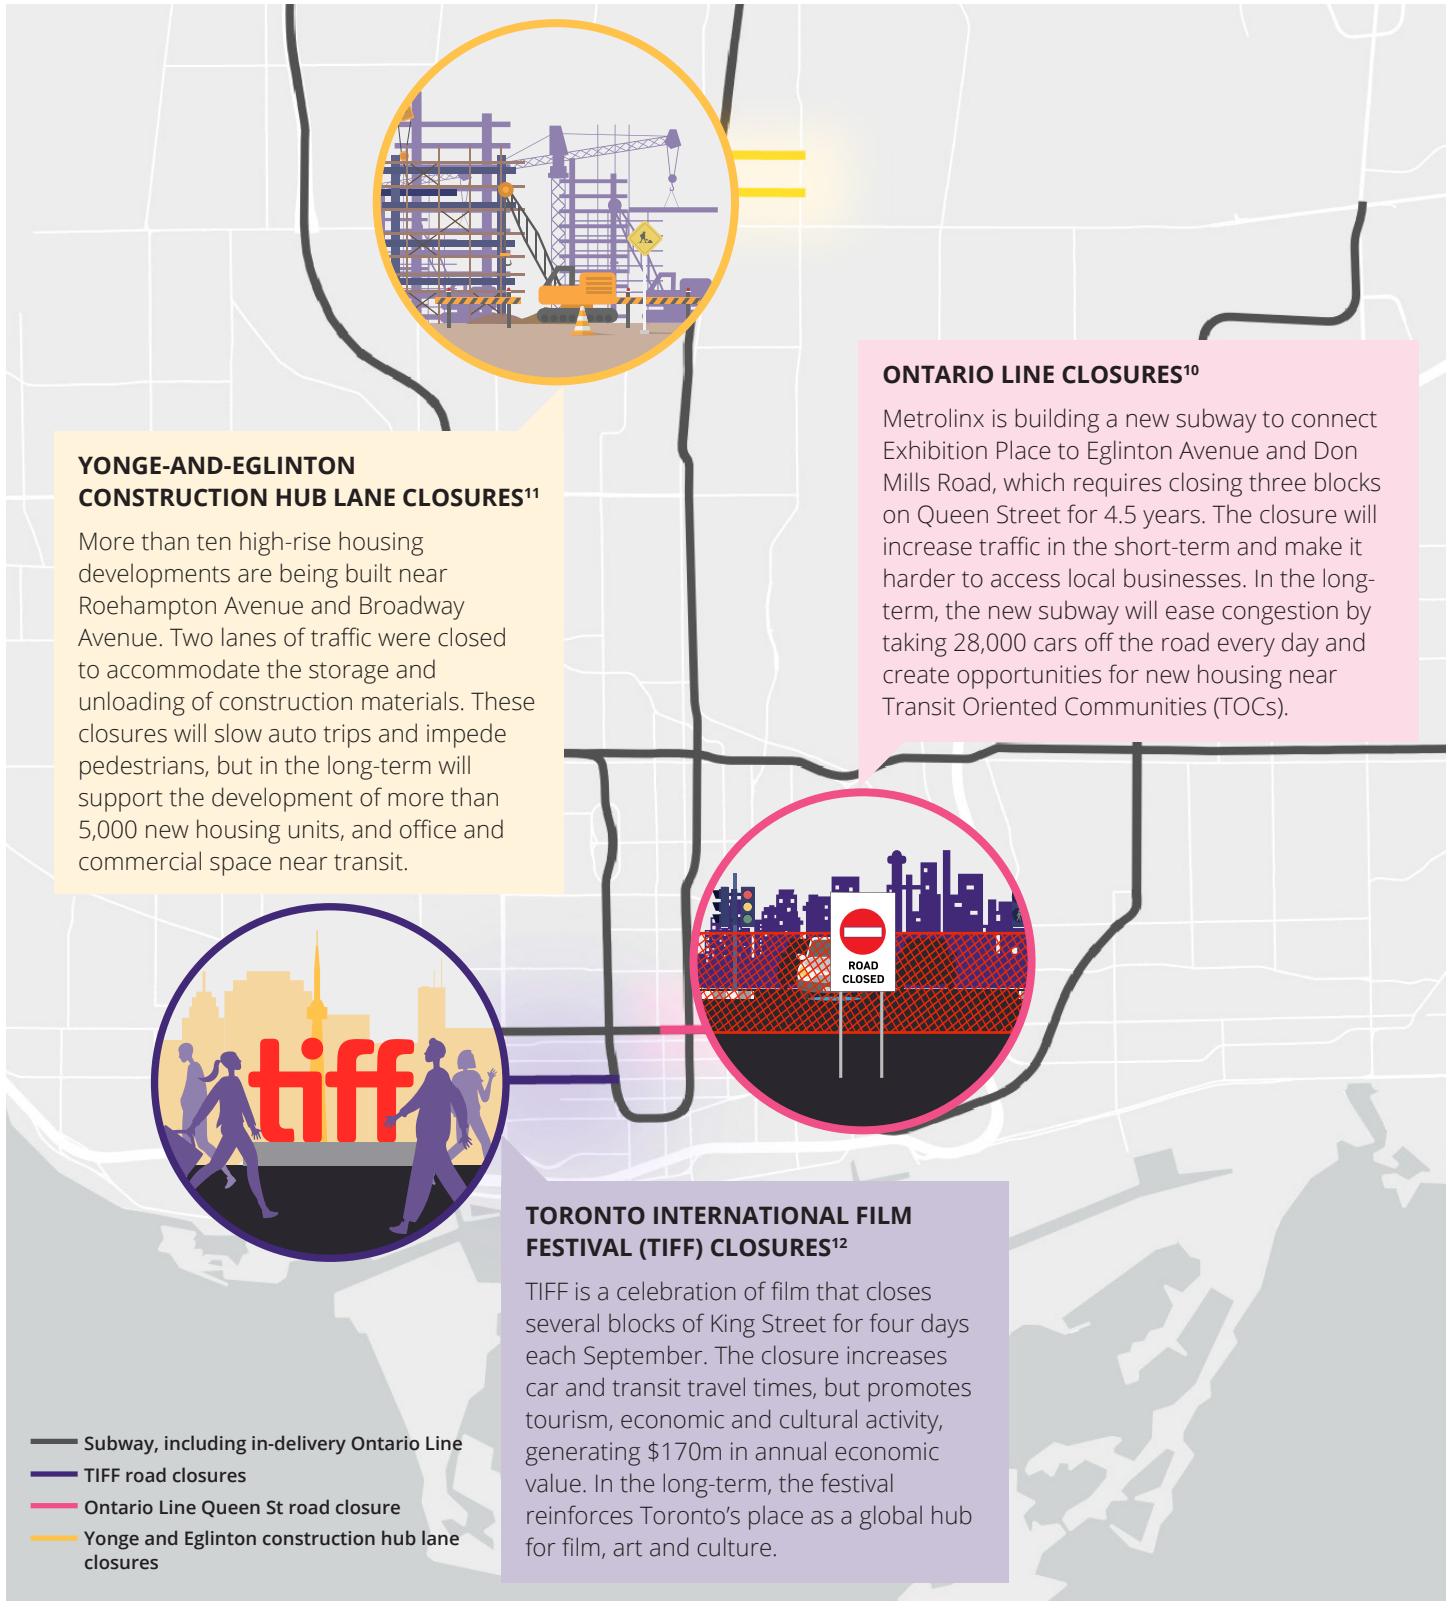 ONTARIO LINE CLOSURES¹⁰
Metrolinx is building a new subway to connect
Exhibition Place to Eglinton Avenue and Don
Mills Road, which requires closing three blocks
on Queen Street for 4.5 years. The closure will
increase traffic in the short-term and make it
harder to access local businesses. In the long-
term, the new subway will ease congestion by
taking 28,000 cars off the road every day and
create opportunities for new housing near
Transit Oriented Communities (TOCs).
YONGE-AND-EGLINTON
CONSTRUCTION HUB LANE CLOSURES¹¹
More than ten high-rise housing
developments are being built near
Roehampton Avenue and Broadway
Avenue. Two lanes of traffic were closed
to accommodate the storage and
unloading of construction materials. These
closures will slow auto trips and impede
pedestrians, but in the long-term will
support the development of more than
5,000 new housing units, and office and
commercial space near transit.
ROAD
CLOSED
tiff
TORONTO INTERNATIONAL FILM
FESTIVAL (TIFF) CLOSURES¹²
TIFF is a celebration of film that closes
several blocks of King Street for four days
each September. The closure increases
car and transit travel times, but promotes
tourism, economic and cultural activity,
generating $170m in annual economic
value. In the long-term, the festival
reinforces Toronto’s place as a global hub
for film, art and culture.
Subway, including in-delivery Ontario Line
TIFF road closures
Ontario Line Queen St road closure
Yonge and Eglinton construction hub lane
closures